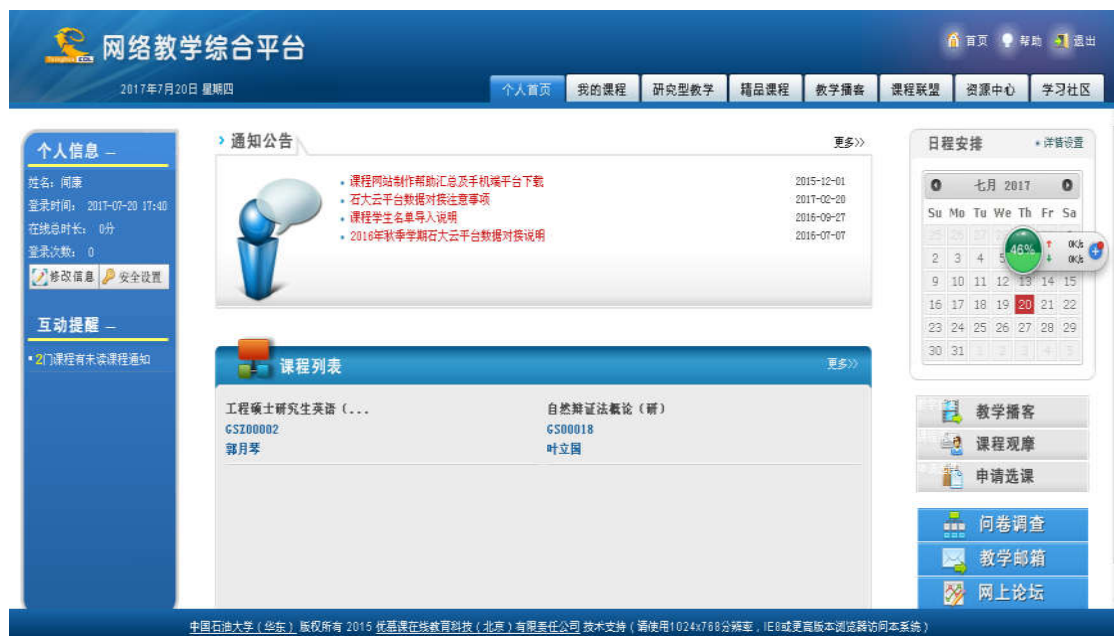 网络教学综合平台
首页 帮助 退出
2017年7月20日 星期四
个人首页 我的课程 研究型教学 精品课程 教学播客 课程联盟 资源中心 学习社区
个人信息
姓名：闫康
登录时间： 2017-07-20 17:40
在线总时长： 0分
登录次数： 0
修改信息 安全设置
互动提醒
2门课程有未读课程通知
通知公告 更多>>
课程网站制作帮助汇总及手机端平台下载 2015-12-01
石大云平台数据对接注意事项 2017-02-20
课程学生名单导入说明 2016-09-27
2016年秋季学期石大云平台数据对接说明 2016-07-07
课程列表 更多>>
工程硕士研究生英语（...
GSZ00002
郭月琴
自然辩证法概论（研）
GS00018
叶立国
日程安排 详情设置
七月 2017
Su Mo Tu We Th Fr Sa
2 3 4 5
9 10 11 12 13 14 15
16 17 18 19 20 21 22
23 24 25 26 27 28 29
30 31 1 2 3 4 5
46%
0K/s
0K/s
教学播客
课程观摩
申请选课
问卷调查
教学邮箱
网上论坛
中国石油大学（华东）版权所有 2015 优慕课在线教育科技（北京）有限责任公司 技术支持（请使用1024x768分辨率，IE8或更高版本浏览器访问本系统）